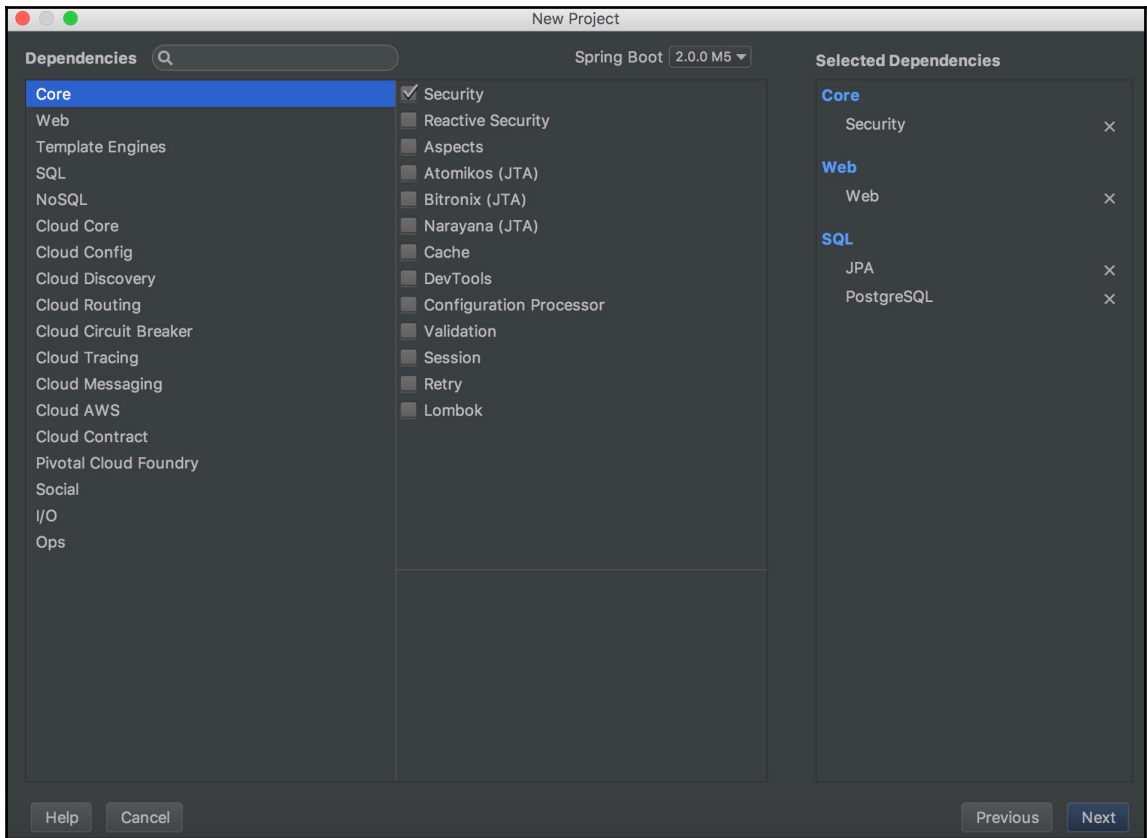 New Project
Dependencies
Spring Boot 2.0.0 M5
Selected Dependencies
Core
Web
Template Engines
SQL
NoSQL
Cloud Core
Cloud Config
Cloud Discovery
Cloud Routing
Cloud Circuit Breaker
Cloud Tracing
Cloud Messaging
Cloud AWS
Cloud Contract
Pivotal Cloud Foundry
Social
I/O
Ops
Security
Reactive Security
Aspects
Atomikos (JTA)
Bitronix (JTA)
Narayana (JTA)
Cache
DevTools
Configuration Processor
Validation
Session
Retry
Lombok
Core
Security
Web
Web
SQL
JPA
PostgreSQL
Help
Cancel
Previous
Next